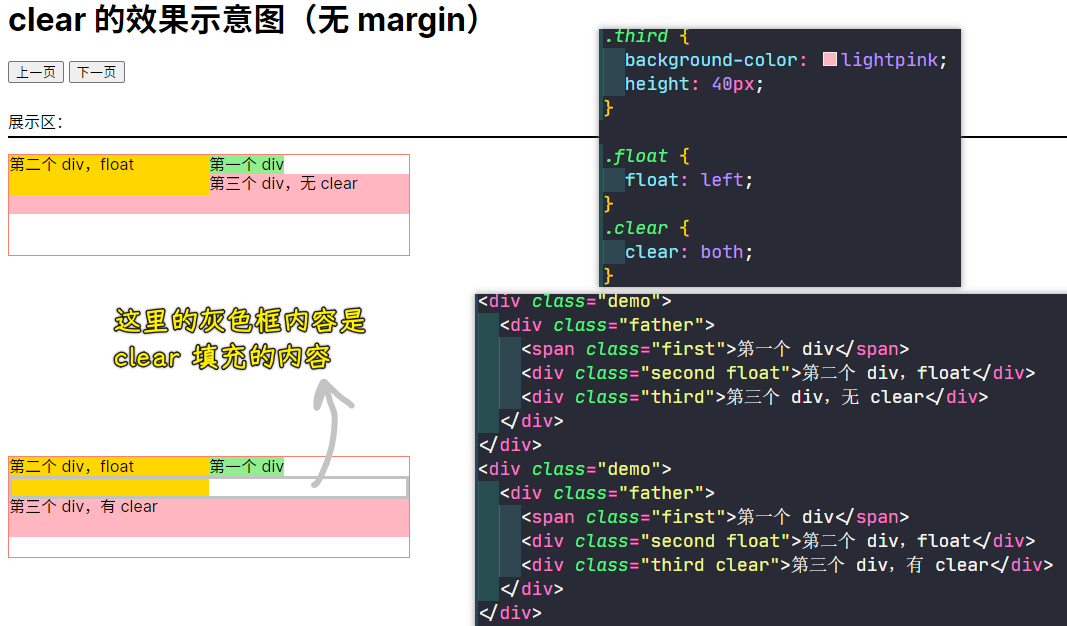 clear 的效果示意图（无 margin）
上一页 下一页
展示区：
第二个 div，float 第一个 div
第三个 div，无 clear
这里的灰色框内容是
clear 填充的内容
第二个 div，float 第一个 div
第三个 div，有 clear
.third {
background-color: lightpink;
height: 40px;
}
.float {
float: left;
}
.clear {
clear: both;
}
<div class="demo">
<div class="father">
<span class="first">第一个 div</span>
<div class="second float">第二个 div，float</div>
<div class="third">第三个 div，无 clear</div>
</div>
</div>
<div class="demo">
<div class="father">
<span class="first">第一个 div</span>
<div class="second float">第二个 div，float</div>
<div class="third clear">第三个 div，有 clear</div>
</div>
</div>